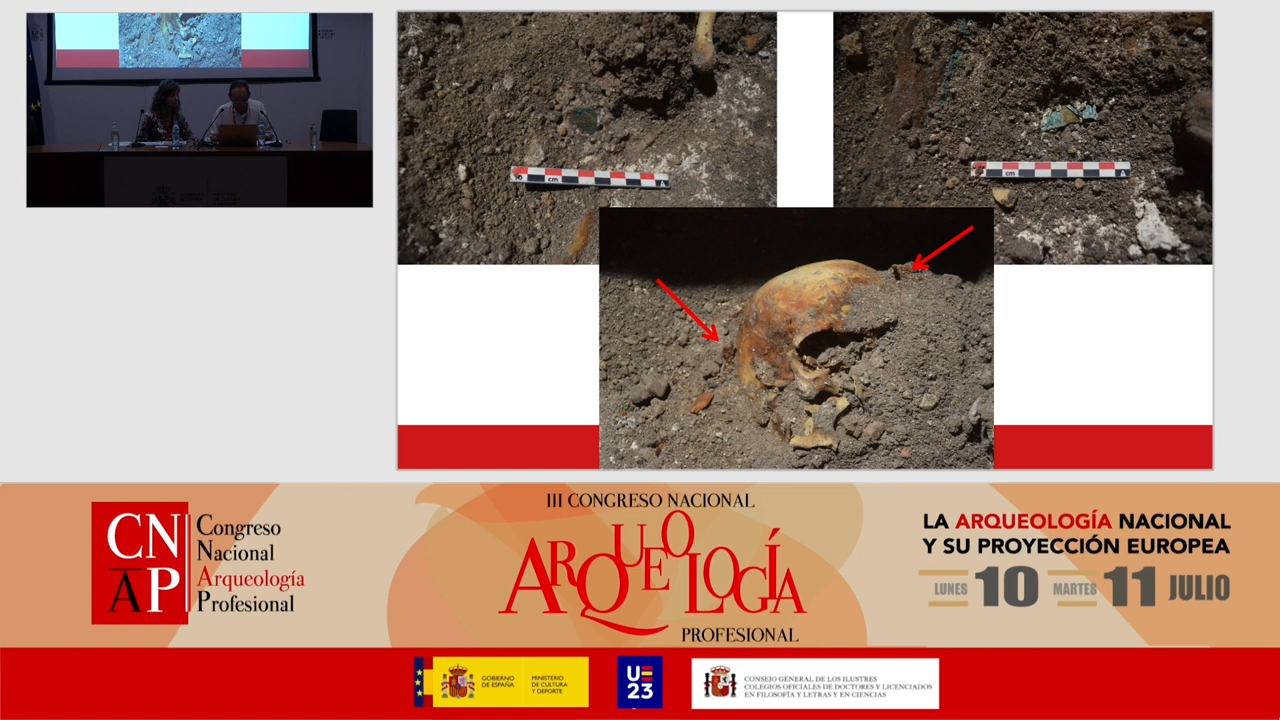 cm
cm
III CONGRESO NACIONAL
ARQUEOLOGÍA
PROFESIONAL
CN
AP
Congreso
Nacional
Arqueología
Profesional
LA ARQUEOLOGÍA NACIONAL
Y SU PROYECCIÓN EUROPEA
LUNES 10 MARTES 11 JULIO
GOBIERNO
DE ESPAÑA
MINISTERIO
DE CULTURA
Y DEPORTE
UE
23
CONSEJO GENERAL DE LOS ILUSTRES
COLEGIOS OFICIALES DE DOCTORES Y LICENCIADOS
EN FILOSOFÍA Y LETRAS Y EN CIENCIAS